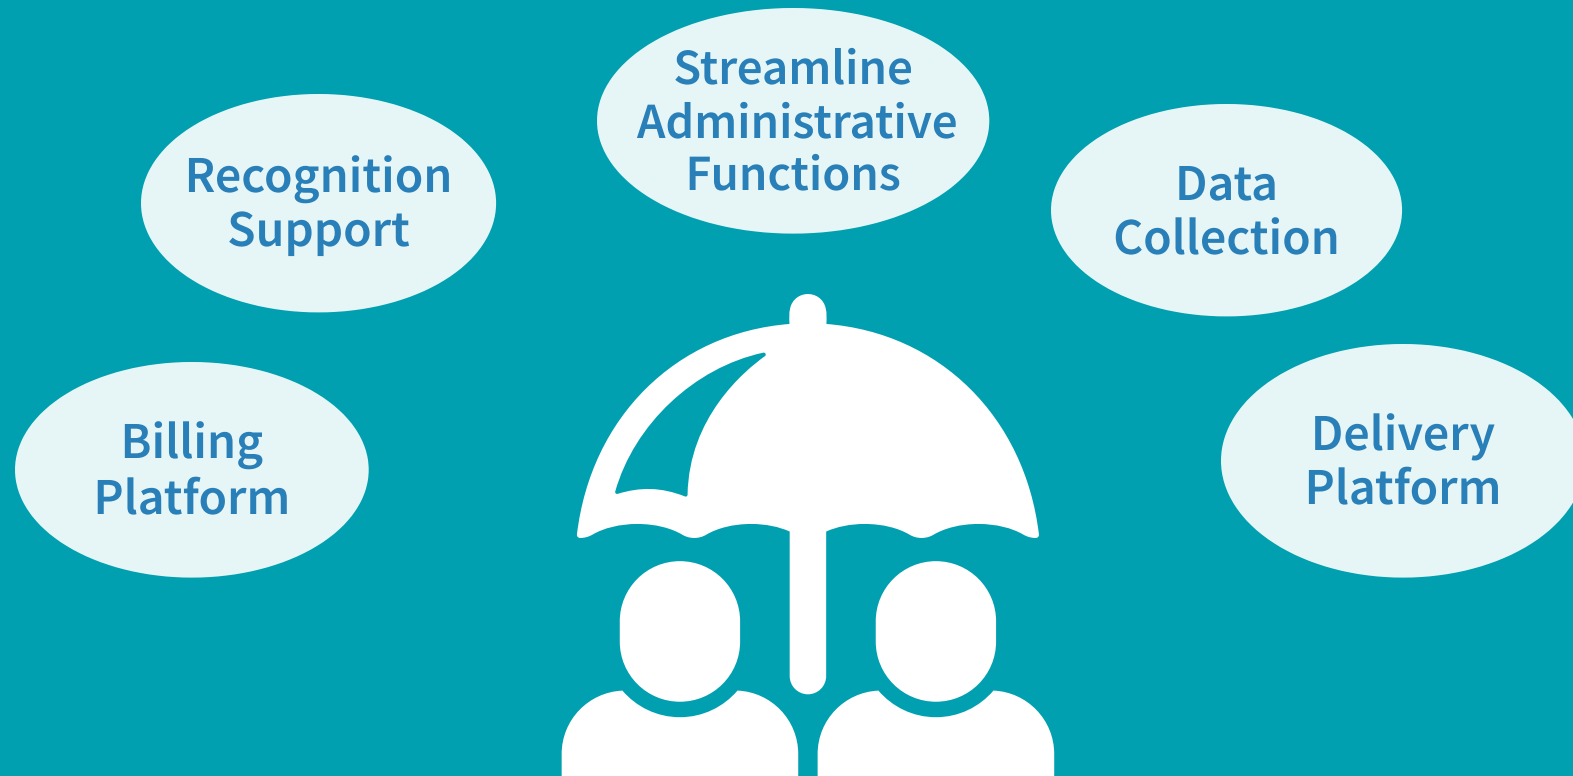 Streamline
Administrative
Functions
Recognition
Support
Data
Collection
Billing
Platform
Delivery
Platform